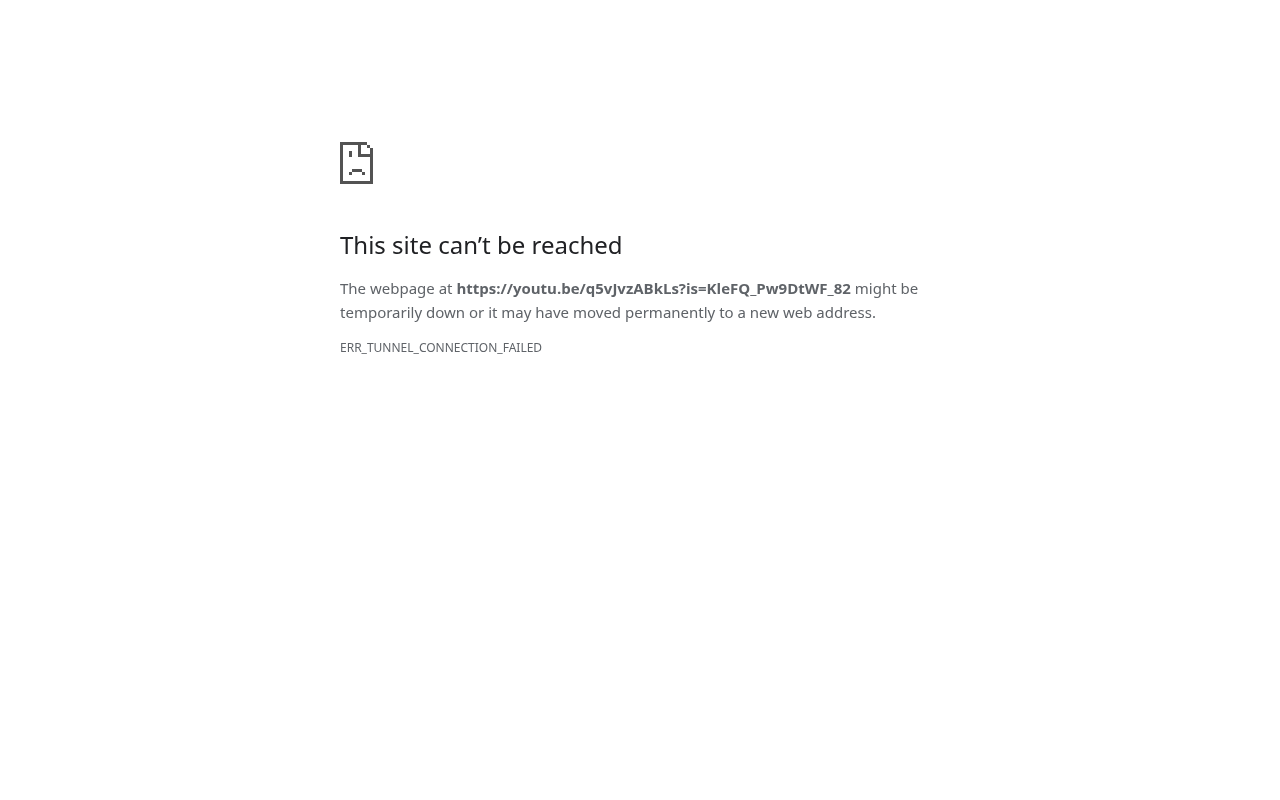 This site can’t be reached
The webpage at https://youtu.be/q5vJvzABkLs?is=KleFQ_Pw9DtWF_82 might be
temporarily down or it may have moved permanently to a new web address.
ERR_TUNNEL_CONNECTION_FAILED